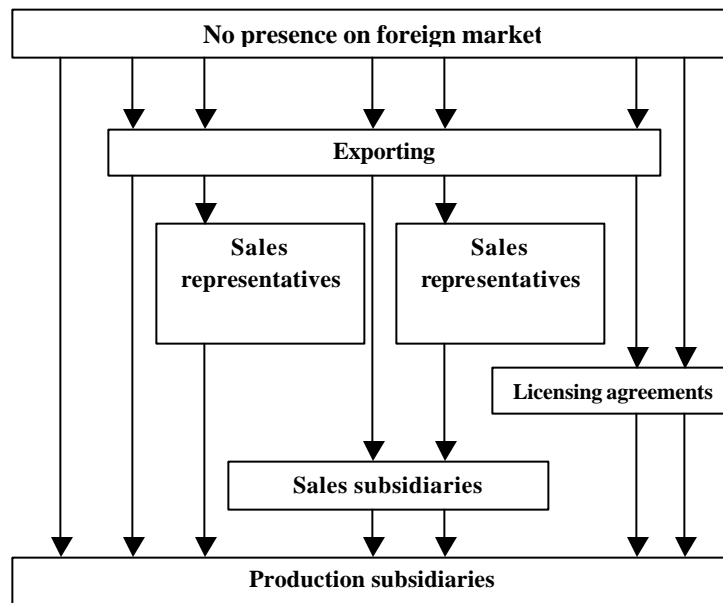 No presence on foreign market
Exporting
Sales
representatives
Sales
representatives
Licensing agreements
Sales subsidiaries
Production subsidiaries